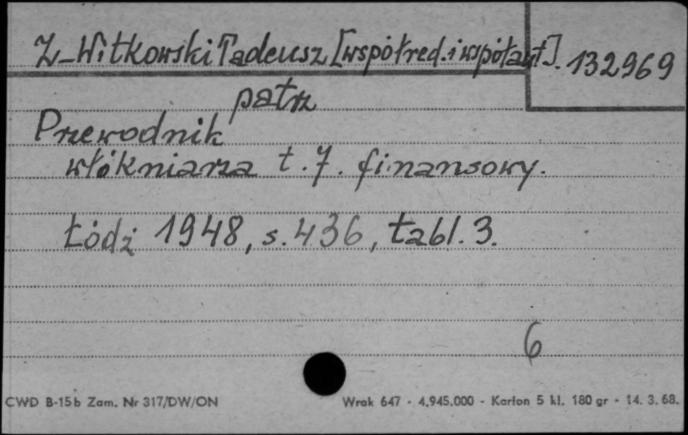 Z-Witkowski Tadeusz [współred. i współaut]. 132969
patrz
Przewodnik
włókniarza t. 7. finansowy.
Łódź 1948, s. 436, tabl. 3.
6
CWD B-15b Zam. Nr 317/DW/ON Wrak 647 - 4.945.000 - Karton 5 kl. 180 gr - 14. 3. 68.